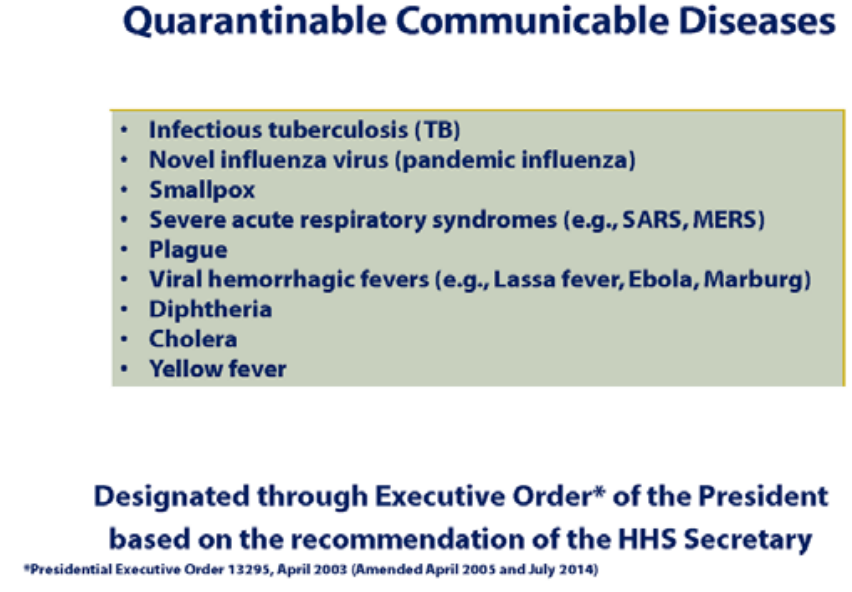 Quarantinable Communicable Diseases
• Infectious tuberculosis (TB)
• Novel influenza virus (pandemic influenza)
• Smallpox
• Severe acute respiratory syndromes (e.g., SARS, MERS)
• Plague
• Viral hemorrhagic fevers (e.g., Lassa fever, Ebola, Marburg)
• Diphtheria
• Cholera
• Yellow fever
Designated through Executive Order* of the President
based on the recommendation of the HHS Secretary
*Presidential Executive Order 13295, April 2003 (Amended April 2005 and July 2014)